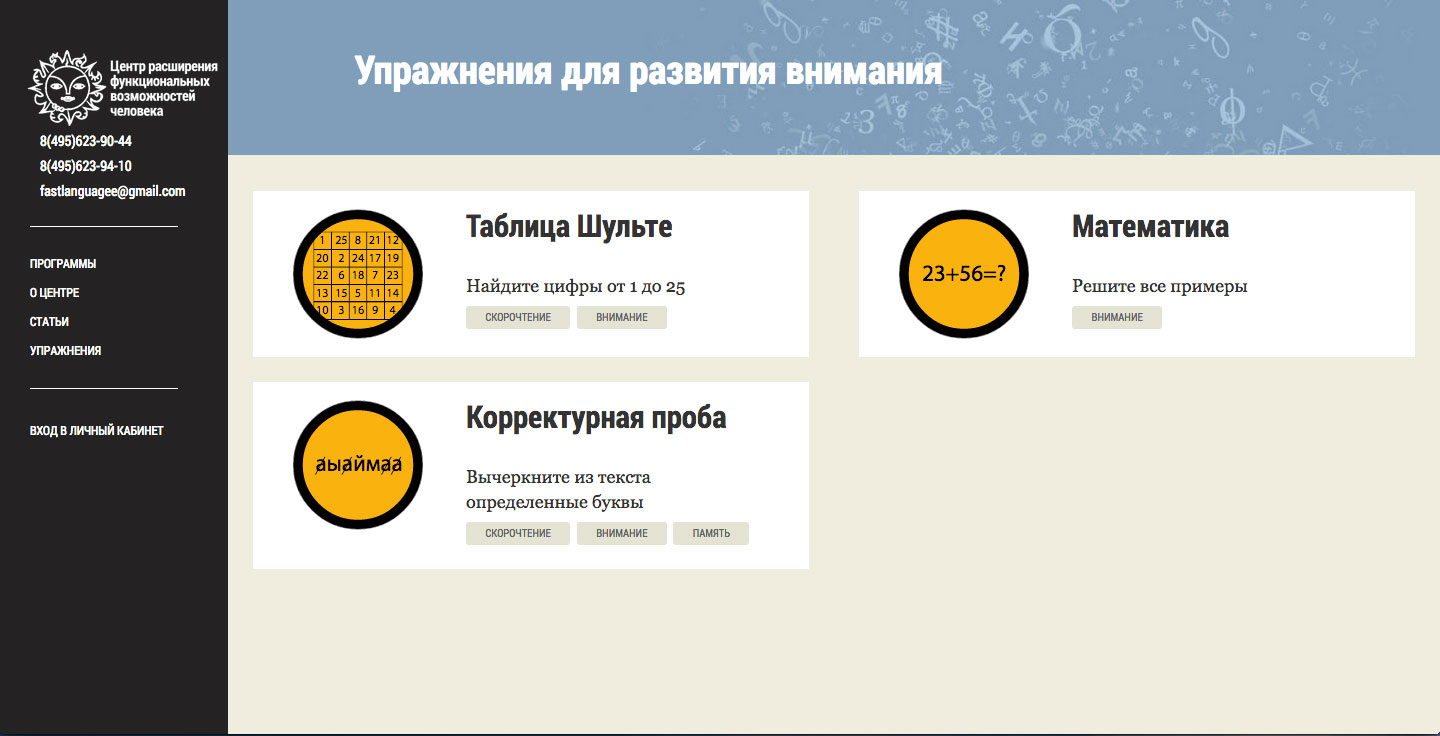 Центр расширения
функциональных
возможностей
человека
8(495)623-90-44
8(495)623-94-10
fastlanguagee@gmail.com
ПРОГРАММЫ
О ЦЕНТРЕ
СТАТЬИ
УПРАЖНЕНИЯ
ВХОД В ЛИЧНЫЙ КАБИНЕТ
Упражнения для развития внимания
1 25 8 21 12
20 2 24 17 19
22 6 18 7 23
13 15 5 11 14
10 3 16 9 4
Таблица Шульте
Найдите цифры от 1 до 25
СКОРОЧТЕНИЕ ВНИМАНИЕ
23+56=?
Математика
Решите все примеры
ВНИМАНИЕ
аыаймаа
Корректурная проба
Вычеркните из текста
определенные буквы
СКОРОЧТЕНИЕ ВНИМАНИЕ ПАМЯТЬ